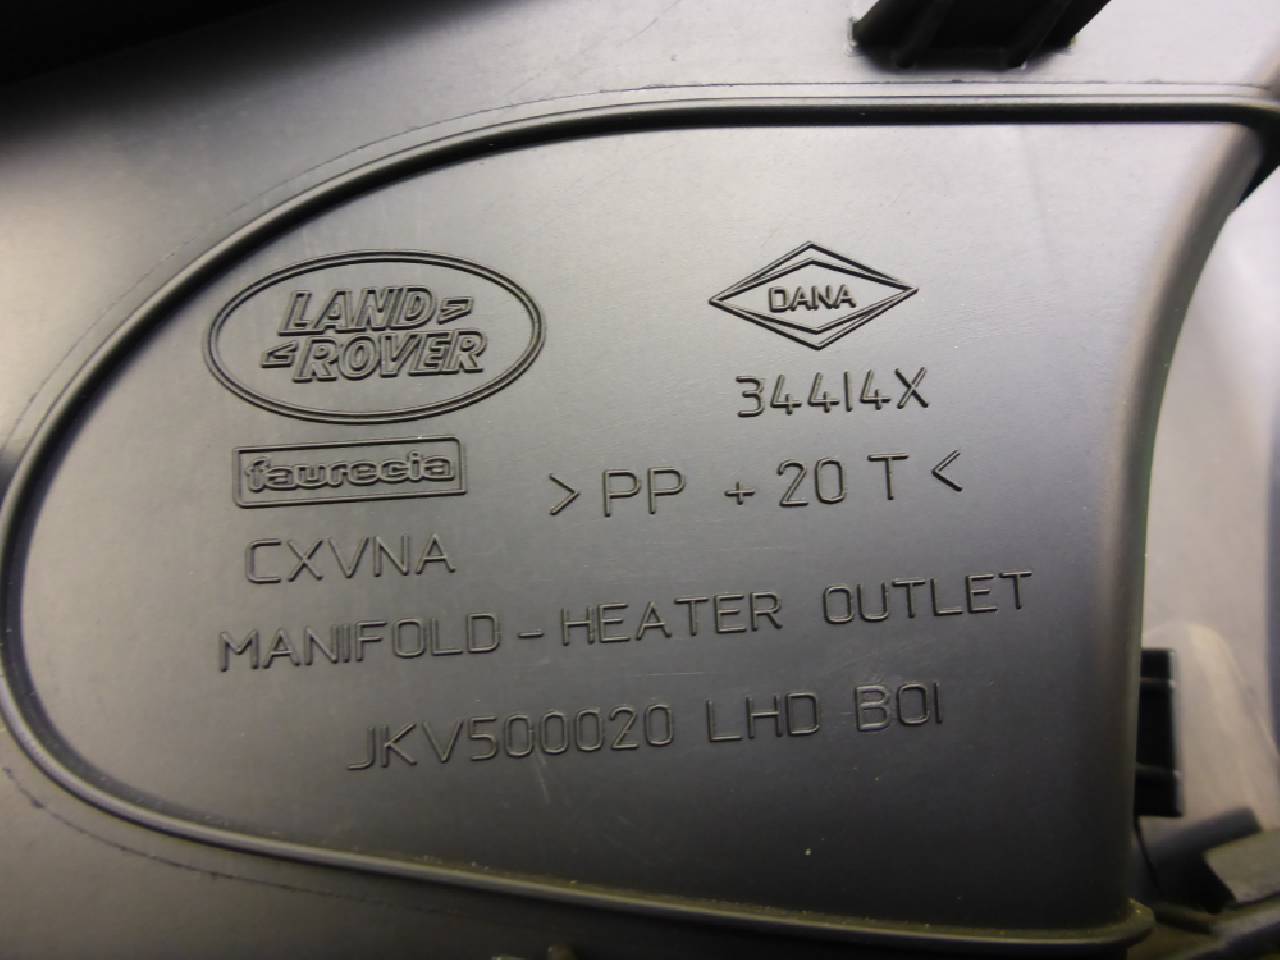 LAND
ROVER
DANA
34414X
faurecia
>PP + 20 T<
CXVNA
MANIFOLD - HEATER OUTLET
JKV500020 LHD B01